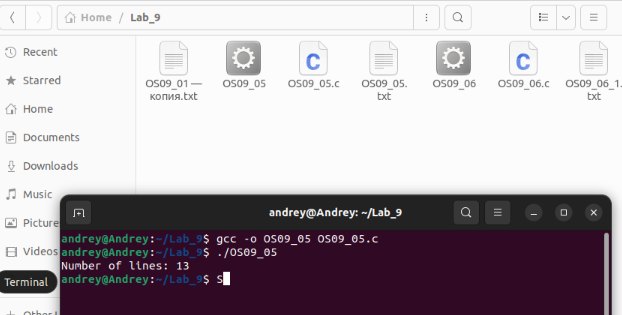 Home / Lab_9
Recent
Starred
Home
Documents
Downloads
Music
Videos
Terminal
OS09_01 —
копия.txt
OS09_05
OS09_05.c
OS09_05.
txt
OS09_06
OS09_06.c
OS09_06_1.
txt
andrey@Andrey: ~/Lab_9
andrey@Andrey:~/Lab_9$ gcc -o OS09_05 OS09_05.c
andrey@Andrey:~/Lab_9$ ./OS09_05
Number of lines: 13
andrey@Andrey:~/Lab_9$ S